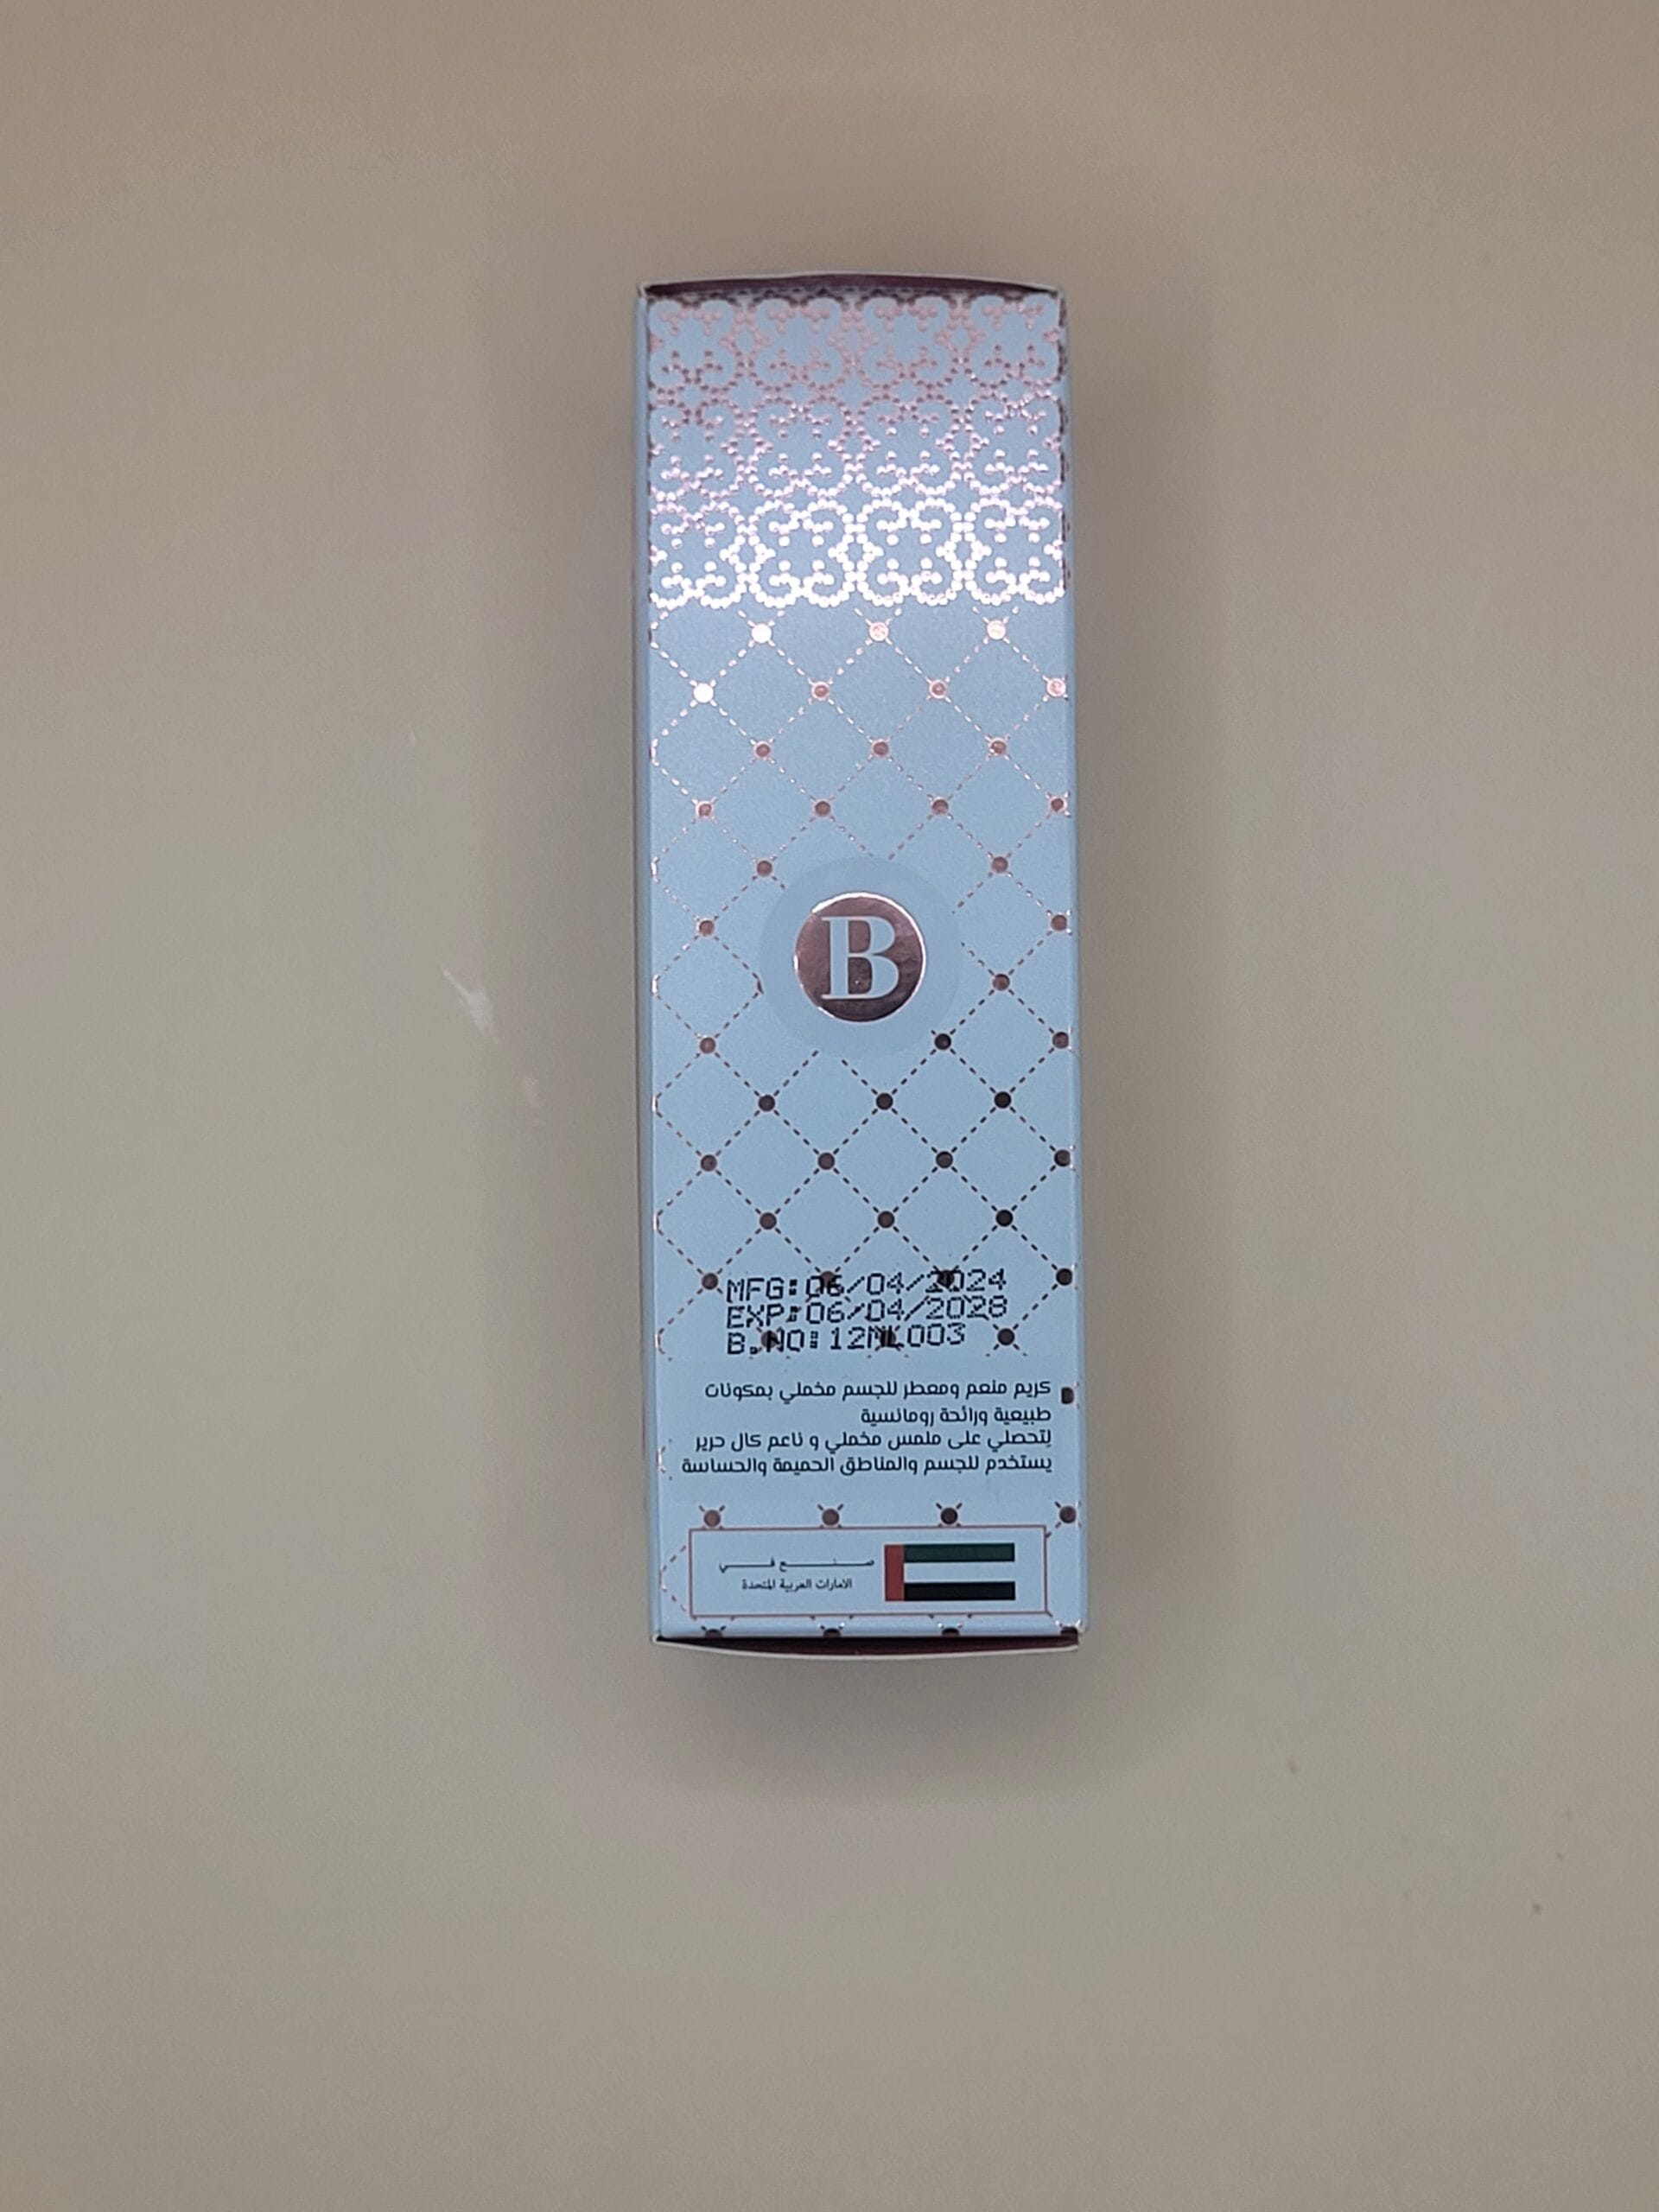 B
MFG:06/04/2024
EXP:06/04/2028
B.NO:12NL003
كريم منعم ومعطر للجسم مخملي بمكونات
طبيعية ورائحة رومانسية
لتحصلي على ملمس مخملي و ناعم كال حرير
يستخدم للجسم والمناطق الحميمة والحساسة
صنع في
الامارات العربية المتحدة